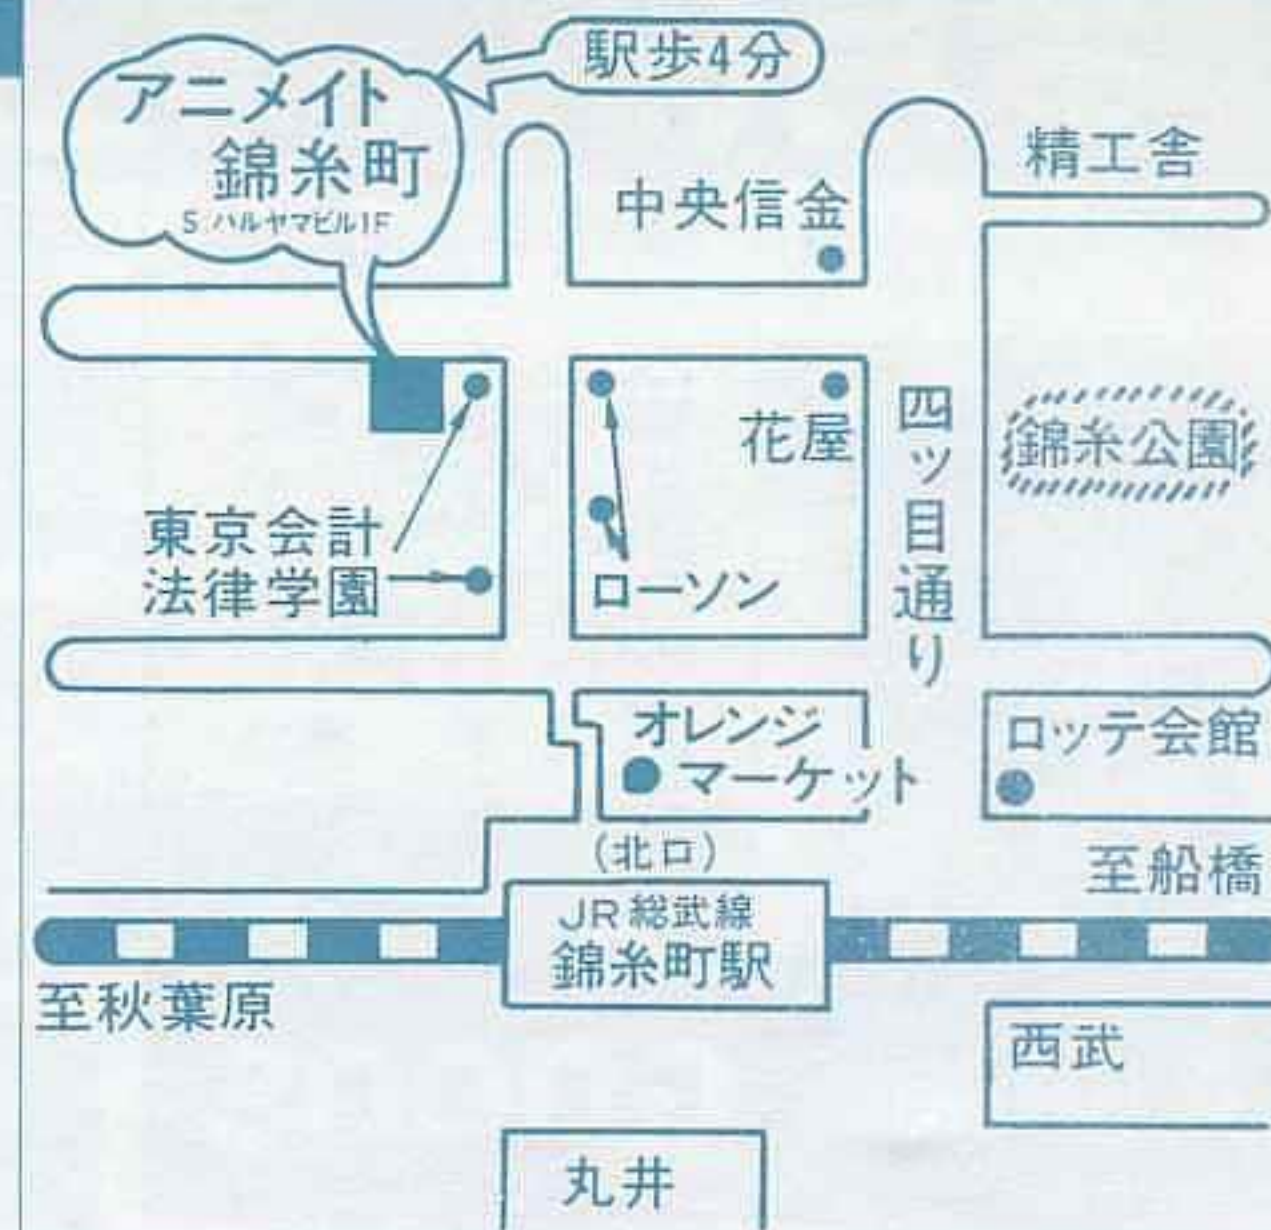 駅歩4分
アニメイト
錦糸町
S ハルヤマビル1F
精工舎
中央信金
花屋
四ッ目通り
錦糸公園
東京会計
法律学園
ローソン
オレンジ
マーケット
ロッテ会館
(北口)
至船橋
JR総武線
錦糸町駅
至秋葉原
西武
丸井